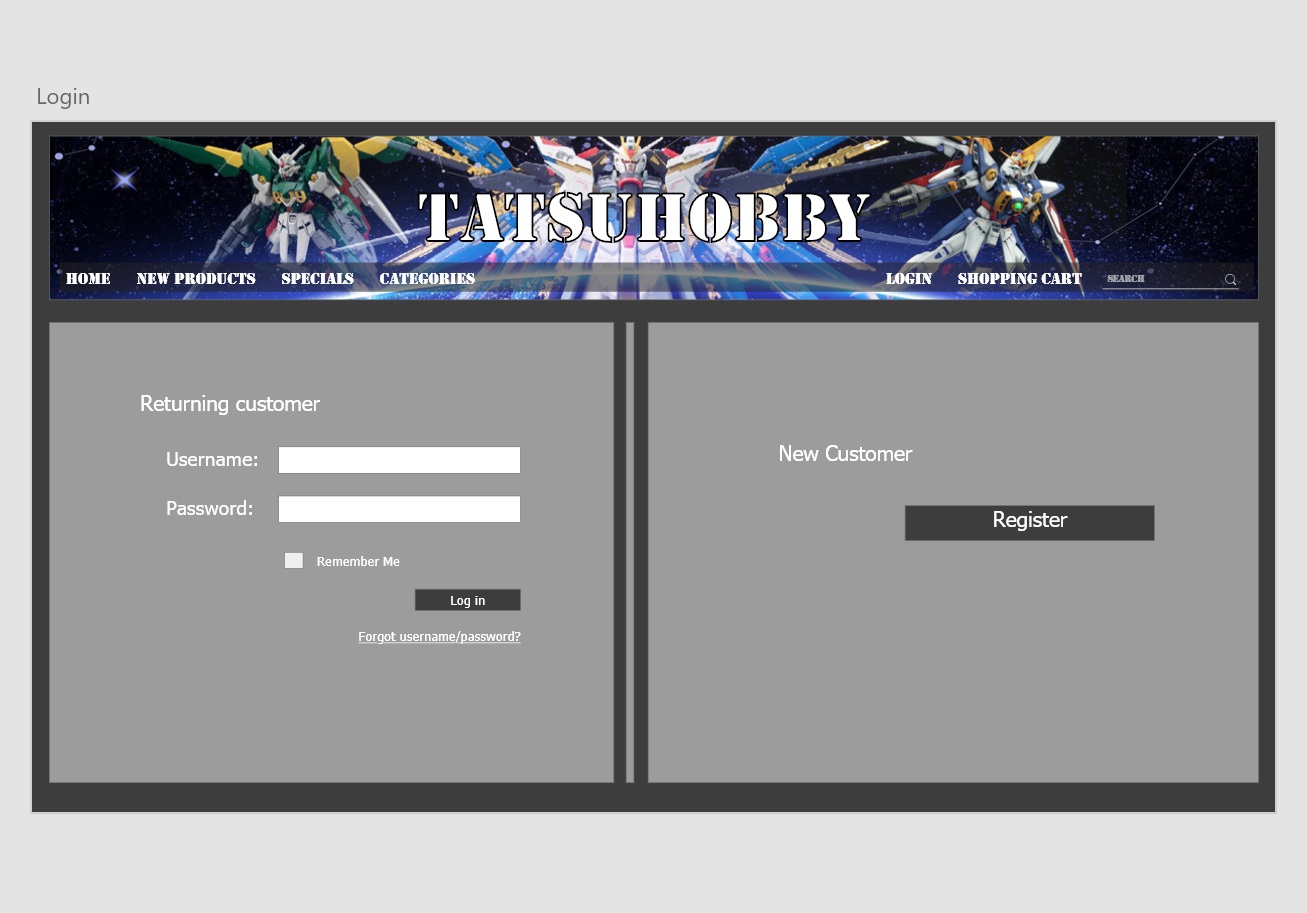 Login
TATSUHOBBY
HOME NEW PRODUCTS SPECIALS CATEGORIES LOGIN SHOPPING CART SEARCH
Returning customer
Username:
Password:
Remember Me
Log in
Forgot username/password?
New Customer
Register